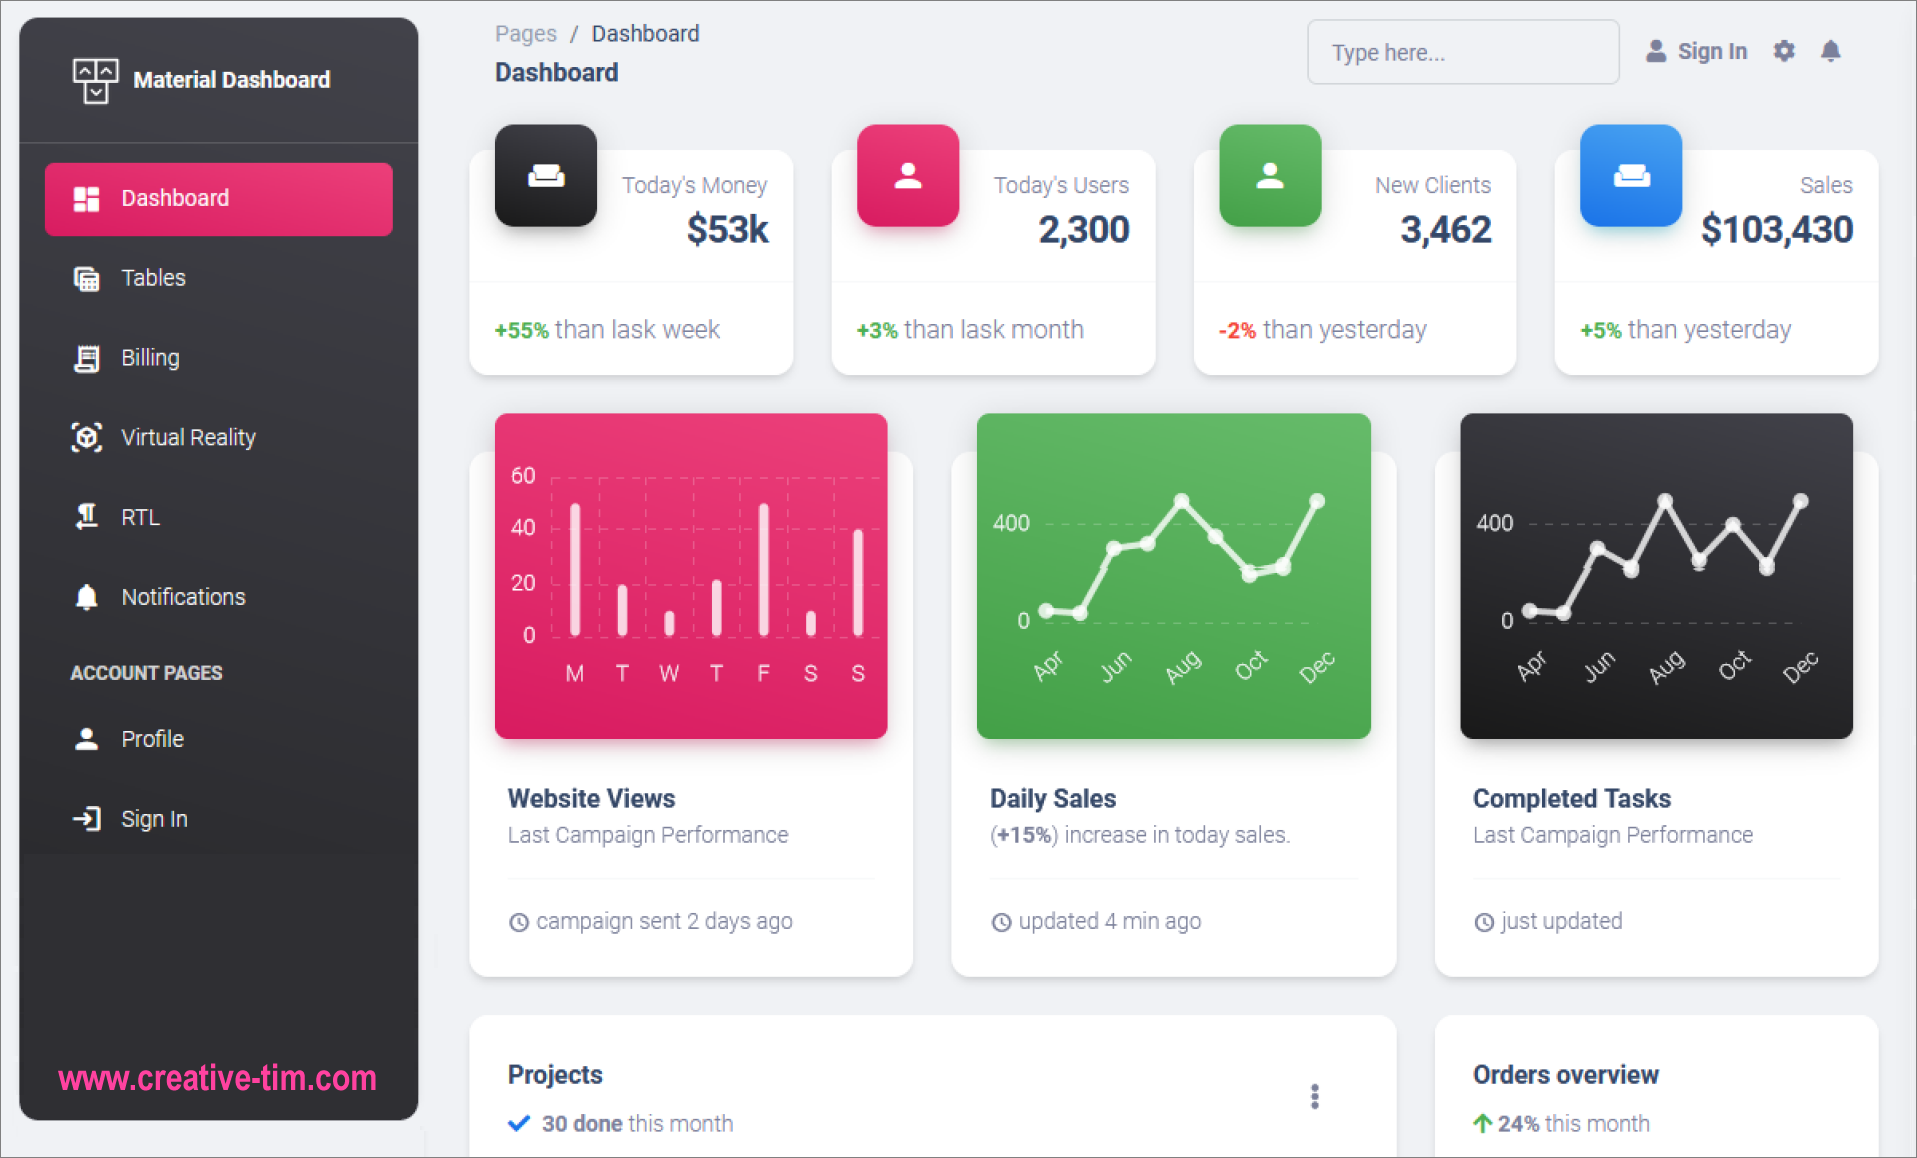 Material Dashboard
Dashboard
Tables
Billing
Virtual Reality
RTL
Notifications
ACCOUNT PAGES
Profile
Sign In
www.creative-tim.com
Pages / Dashboard
Dashboard
Type here...
Sign In
Today's Money
$53k
+55% than lask week
Today's Users
2,300
+3% than lask month
New Clients
3,462
-2% than yesterday
Sales
$103,430
+5% than yesterday
60
40
20
0
M T W T F S S
Website Views
Last Campaign Performance
campaign sent 2 days ago
400
0
Apr Jun Aug Oct Dec
Daily Sales
(+15%) increase in today sales.
updated 4 min ago
400
0
Apr Jun Aug Oct Dec
Completed Tasks
Last Campaign Performance
just updated
Projects
30 done this month
Orders overview
24% this month